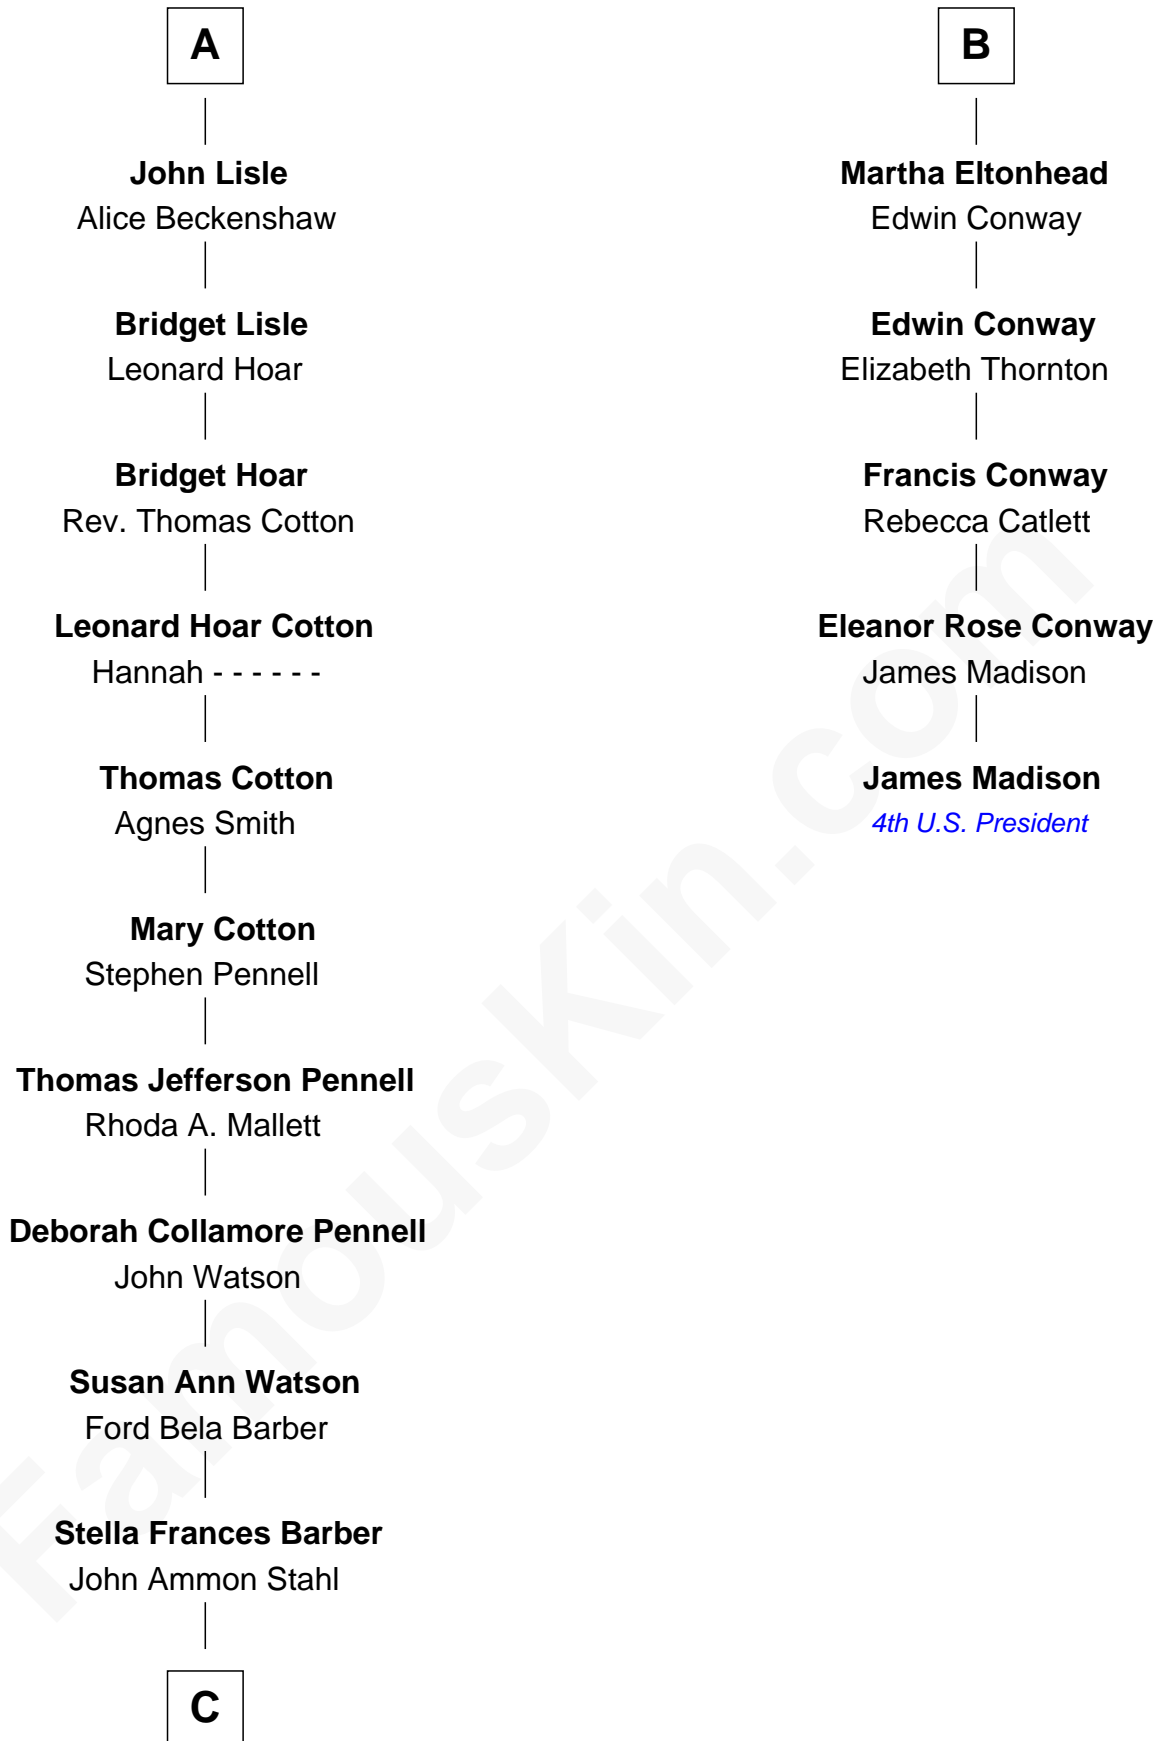 A
John Lisle
Alice Beckenshaw
Bridget Lisle
Leonard Hoar
Bridget Hoar
Rev. Thomas Cotton
Leonard Hoar Cotton
Hannah - - - - - -
Thomas Cotton
Agnes Smith
Mary Cotton
Stephen Pennell
Thomas Jefferson Pennell
Rhoda A. Mallett
Deborah Collamore Pennell
John Watson
Susan Ann Watson
Ford Bela Barber
Stella Frances Barber
John Ammon Stahl
C
B
Martha Eltonhead
Edwin Conway
Edwin Conway
Elizabeth Thornton
Francis Conway
Rebecca Catlett
Eleanor Rose Conway
James Madison
James Madison
4th U.S. President
FamousKin.com